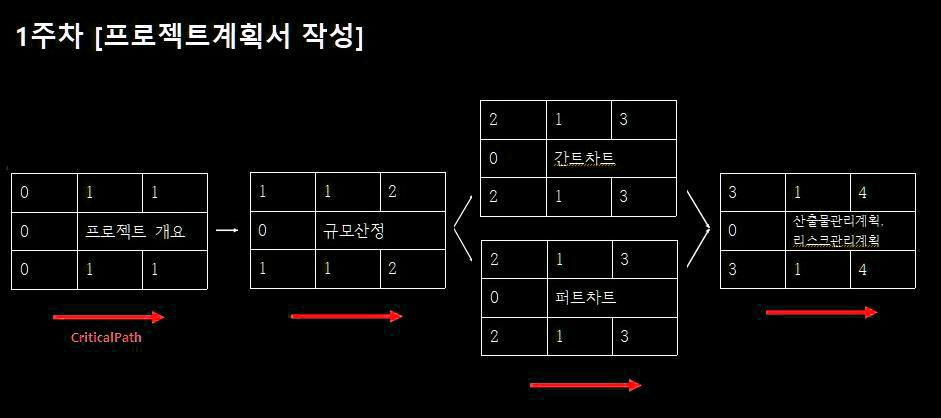 1주차 [프로젝트계획서 작성]
0 1 1
0 프로젝트 개요
0 1 1
CriticalPath
1 1 2
0 규모산정
1 1 2
2 1 3
0 간트차트
2 1 3
2 1 3
0 퍼트차트
2 1 3
3 1 4
0 산출물관리계획,
리스크관리계획
3 1 4